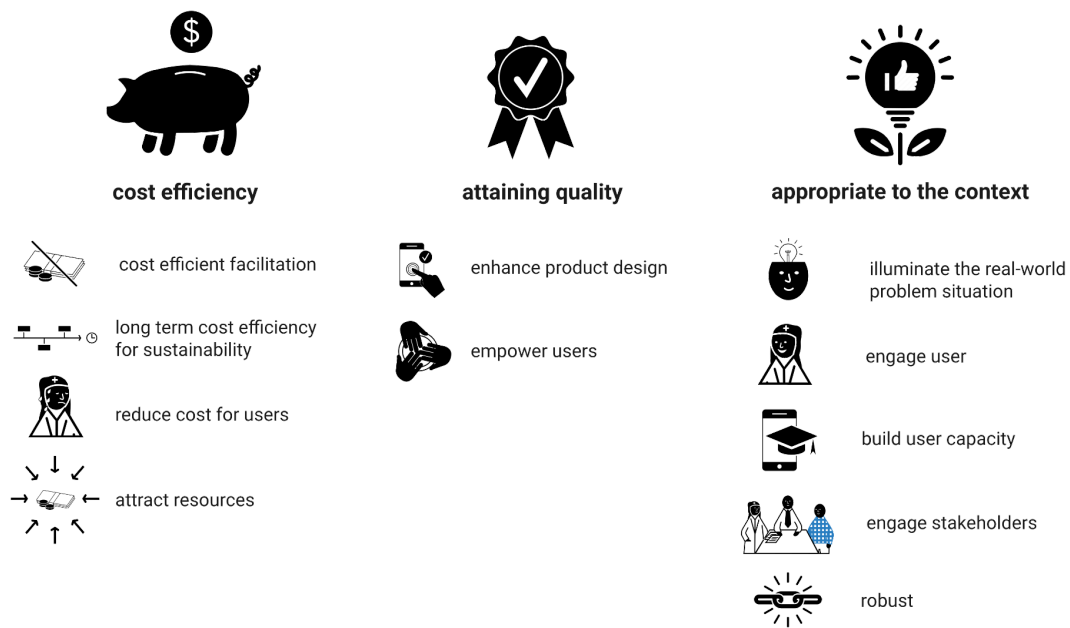 $
cost efficiency
cost efficient facilitation
long term cost efficiency
for sustainability
reduce cost for users
attract resources
attaining quality
enhance product design
empower users
appropriate to the context
illuminate the real-world
problem situation
engage user
build user capacity
engage stakeholders
robust